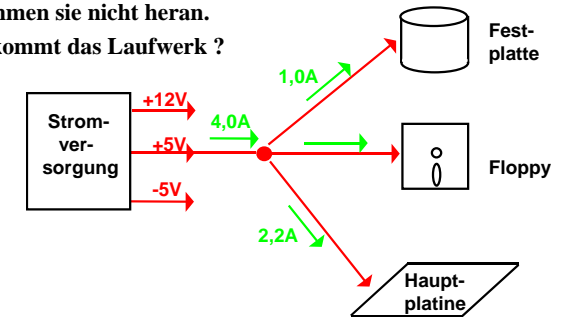 men sie nicht heran.
kommt das Laufwerk ?
Fest-
platte
1,0A
+12V
Strom-
ver-
sorgung
4,0A
+5V
Floppy
-5V
2,2A
Haupt-
platine